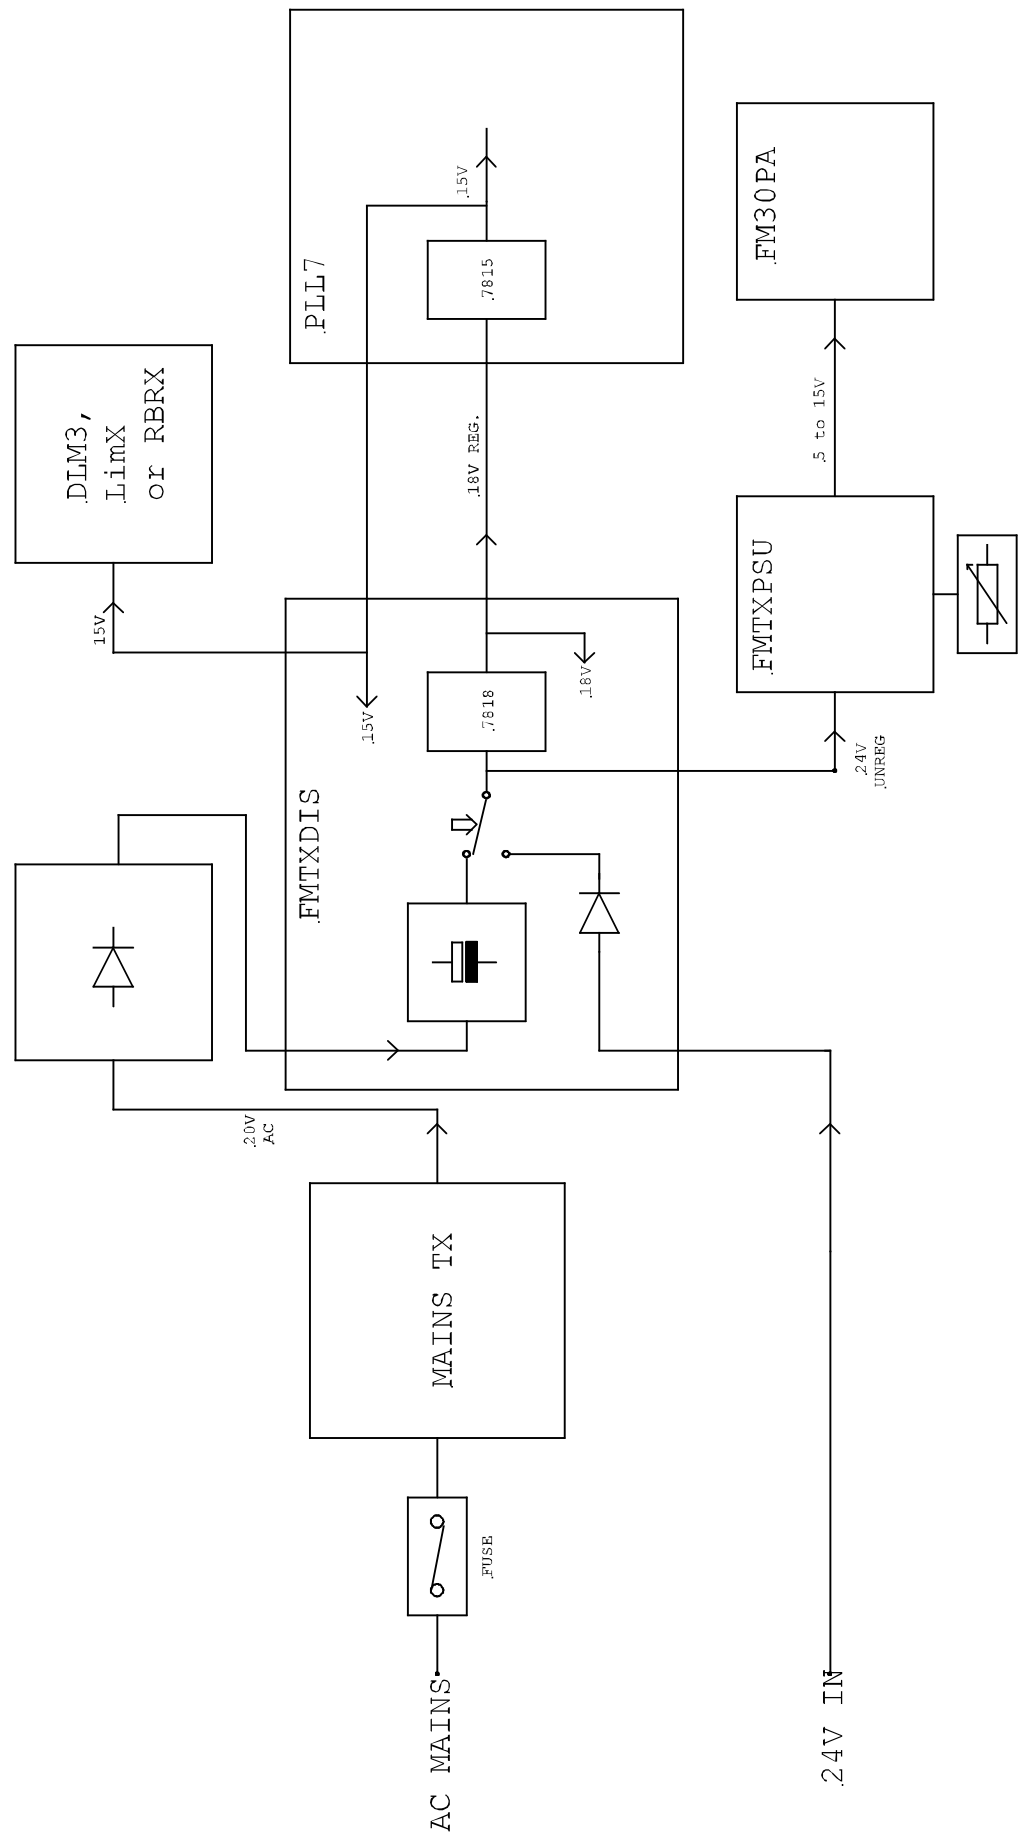 AC MAINS
.FUSE
MAINS TX
.20V
AC
.FMTXDIS
.15V
.7818
.18V
15V
.DLM3,
.LimX
or RBRX
.18V REG.
.PLL7
.7815
.15V
.24V IN
.24V
.UNREG
.FMTXPSU
.5 to 15V
.FM30PA